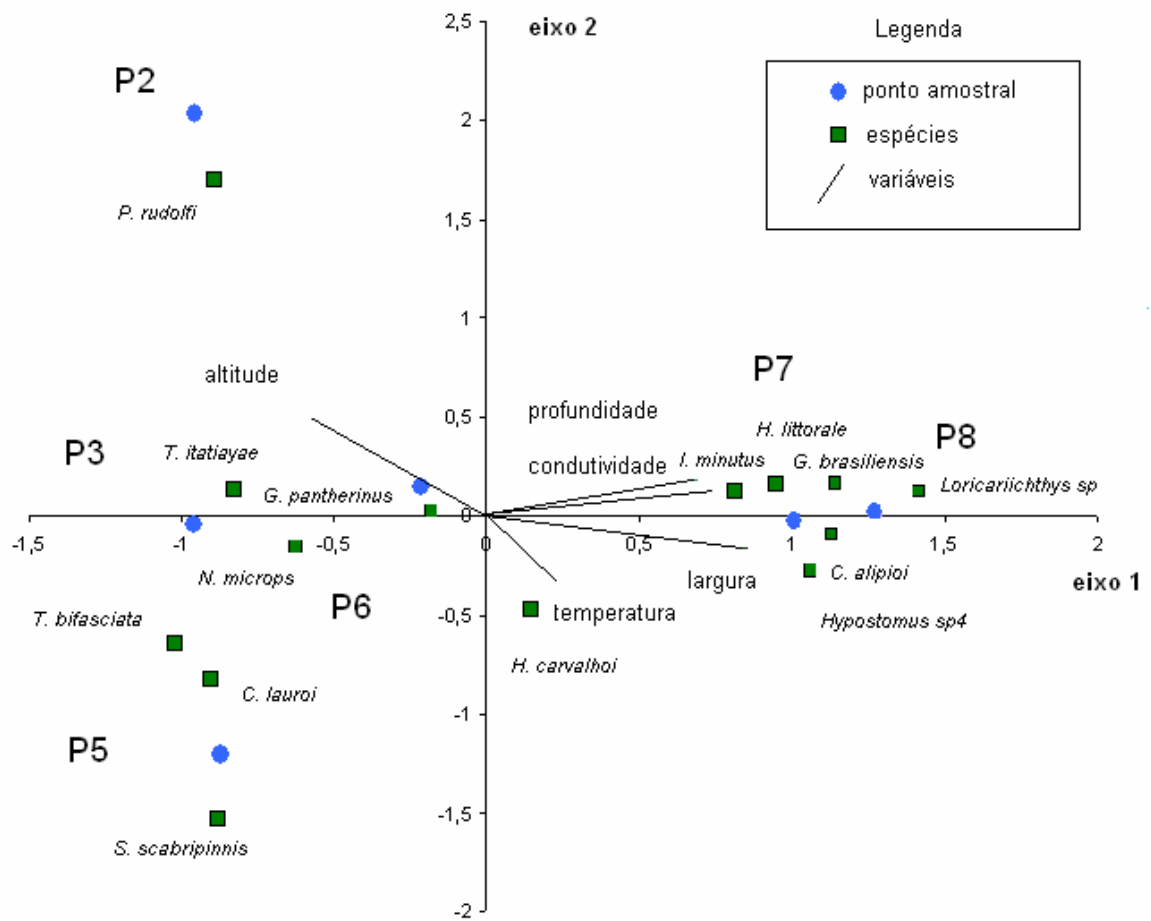 2,5
eixo 2
Legenda
P2
ponto amostral
2
espécies
variáveis
P. rudolfi
1,5
1
P7
altitude
profundidade
0,5
H. littorale
P8
P3
T. itatiayae
condutividade
I. minutus
G. brasiliensis
G. pantherinus
Loricariichthys sp
0
-1,5
-1
-0,5
0
0,5
1
1,5
2
N. microps
largura
C. alipioi
eixo 1
T. bifasciata
P6
-0,5
temperatura
Hypostomus sp4
H. carvalhoi
C. lauroi
P5
-1
-1,5
S. scabripinnis
-2